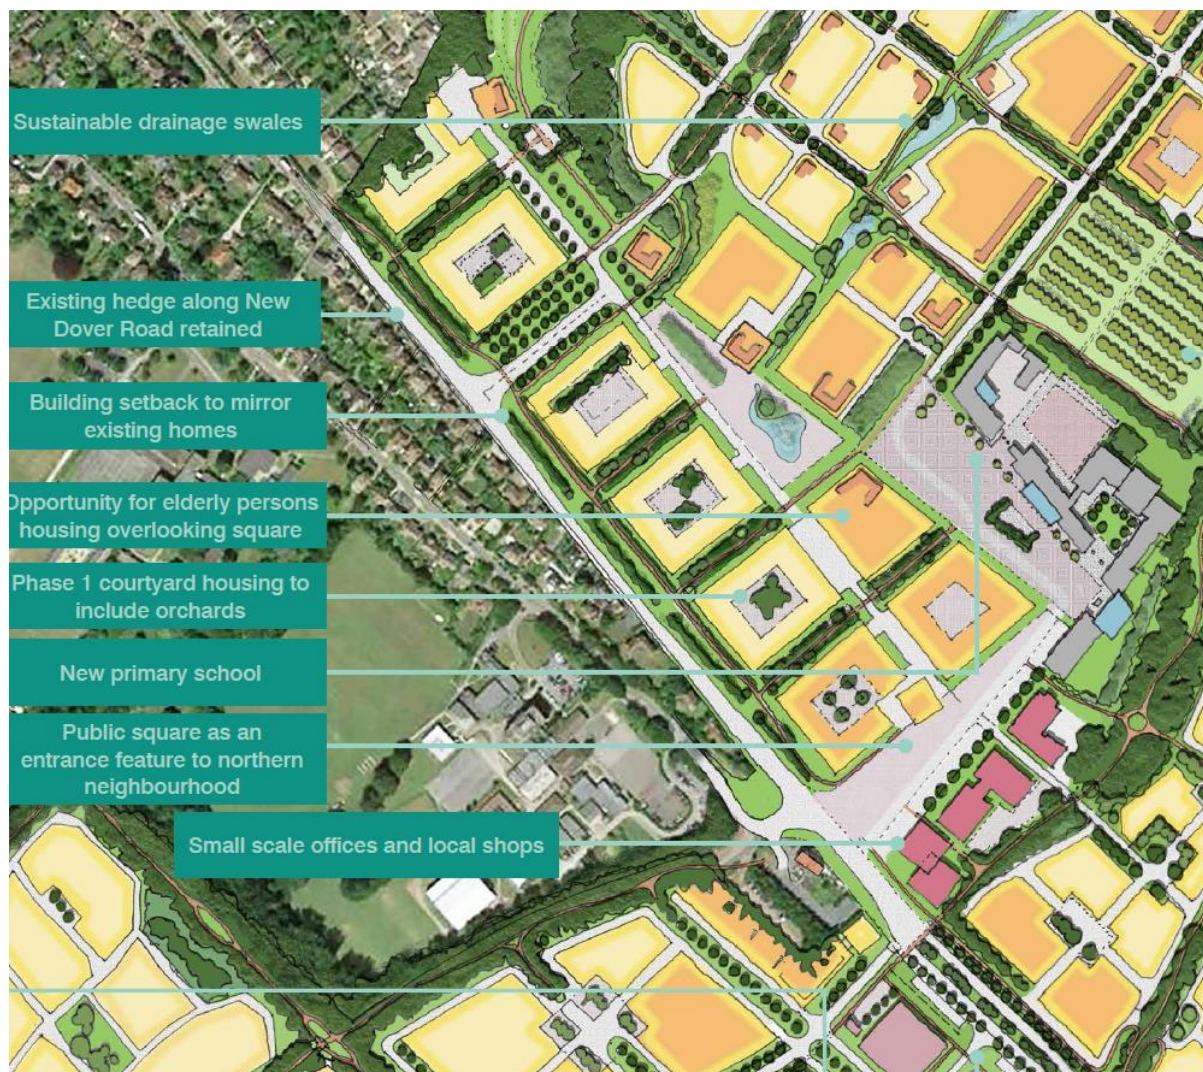 Sustainable drainage swales
Existing hedge along New
Dover Road retained
Building setback to mirror
existing homes
Opportunity for elderly persons
housing overlooking square
Phase 1 courtyard housing to
include orchards
New primary school
Public square as an
entrance feature to northern
neighbourhood
Small scale offices and local shops